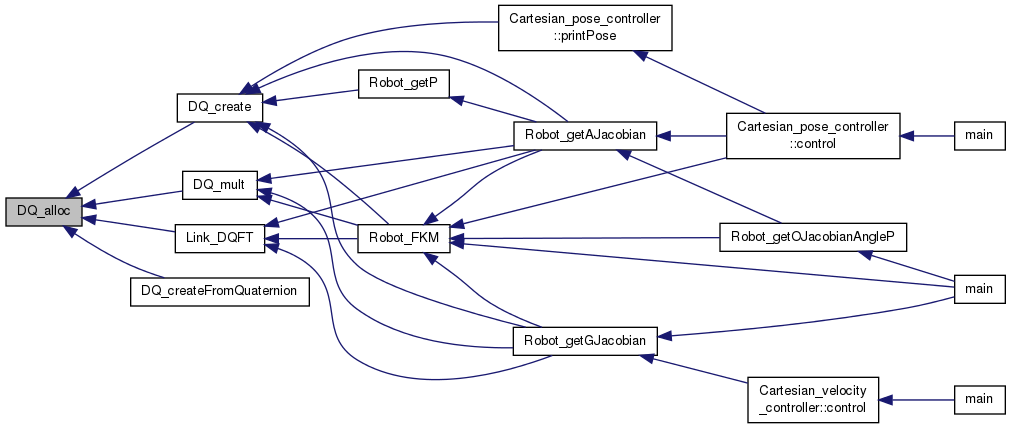 Cartesian_pose_controller
::printPose
Robot_getP
DQ_create
Robot_getAJacobian
Cartesian_pose_controller
::control
main
DQ_mult
DQ_alloc
Link_DQFT
Robot_FKM
Robot_getOJacobianAngleP
DQ_createFromQuaternion
main
Robot_getGJacobian
Cartesian_velocity
_controller::control
main